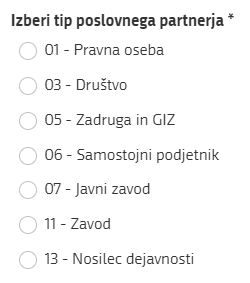 Izberi tip poslovnega partnerja *
01 - Pravna oseba
03 - Društvo
05 - Zadruga in GIZ
06 - Samostojni podjetnik
07 - Javni zavod
11 - Zavod
13 - Nosilec dejavnosti